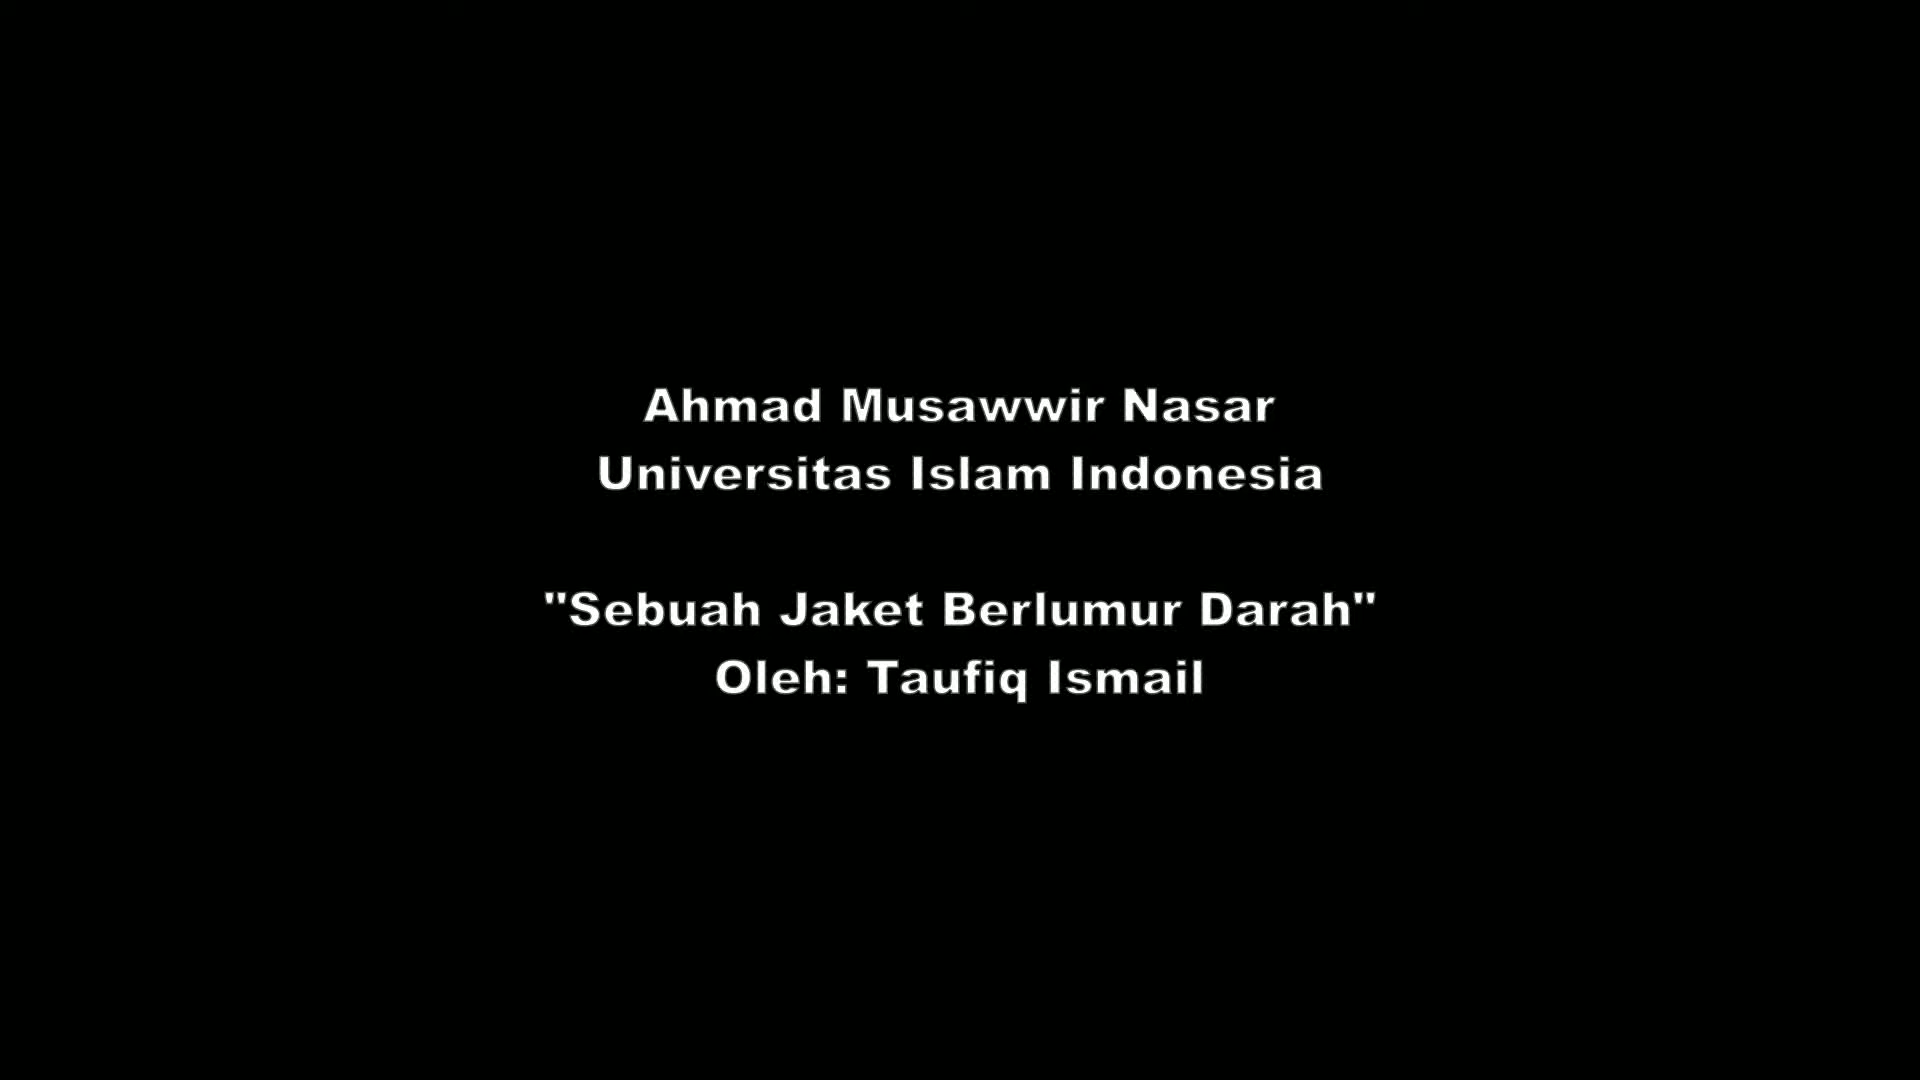 Ahmad Musawwir Nasar
Universitas Islam Indonesia
"Sebuah Jaket Berlumur Darah"
Oleh: Taufiq Ismail